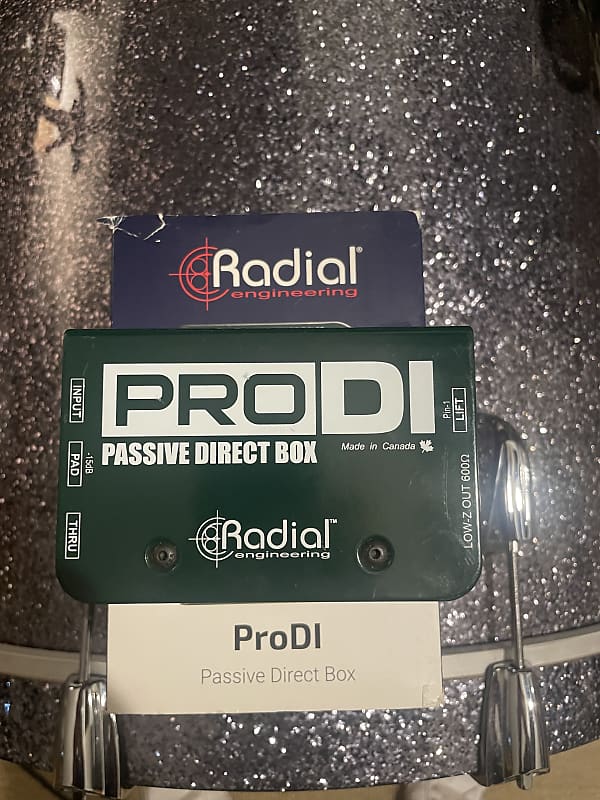 Radial®
engineering
PRODI
PASSIVE DIRECT BOX
Made in Canada
INPUT
PAD
-15dB
THRU
Pin-1
LIFT
LOW-Z OUT 600Ω
Radial™
engineering
ProDI
Passive Direct Box